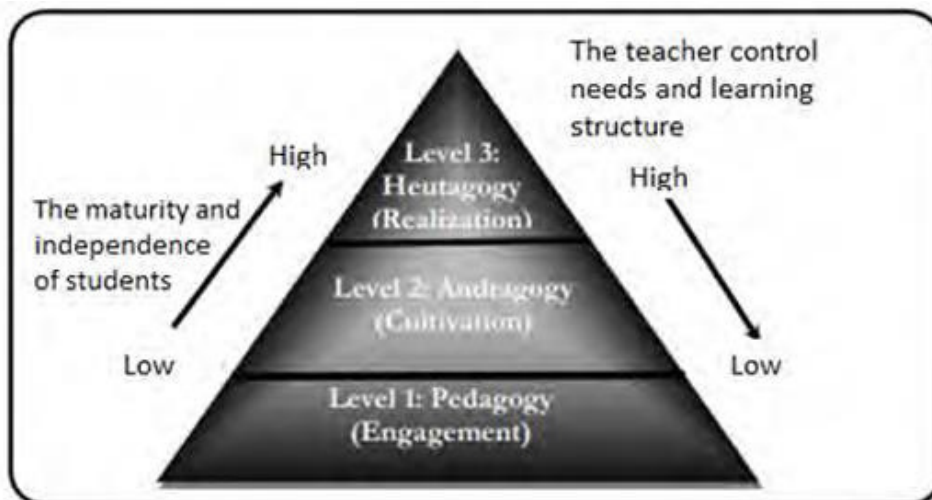 The teacher control
needs and learning
structure
High
High
The maturity and
independence
of students
Low
Low
Level 3:
Heutagogy
(Realization)
Level 2: Andragogy
(Cultivation)
Level 1: Pedagogy
(Engagement)